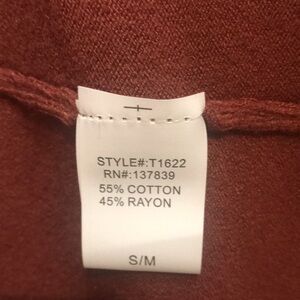 STYLE#:T1622
RN#:137839
55% COTTON
45% RAYON
S/M